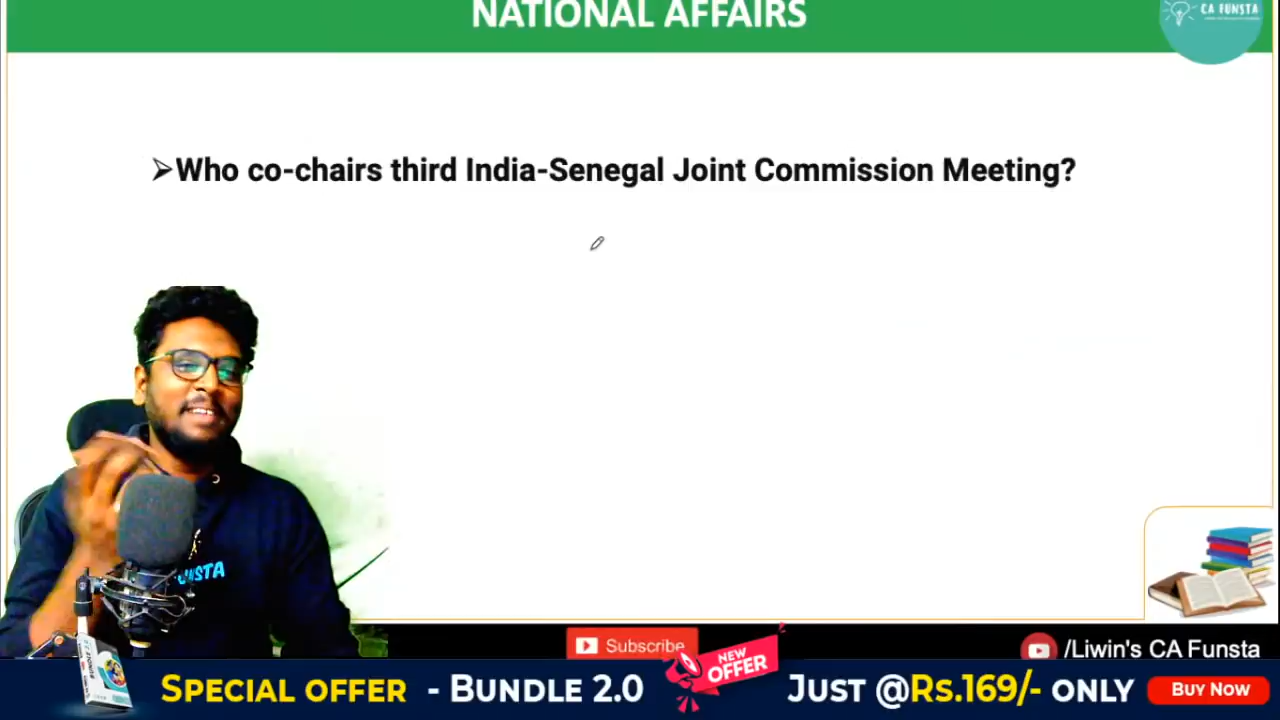 NATIONAL AFFAIRS
CA FUNSTA
➢Who co-chairs third India-Senegal Joint Commission Meeting?
NSTA
Subscribe
/Liwin's CA Funsta
SPECIAL OFFER - BUNDLE 2.0
NEW
OFFER
JUST @Rs.169/- ONLY
BUY NOW